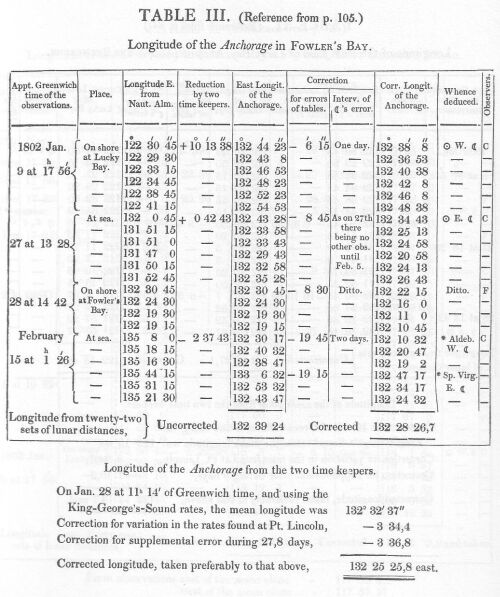 TABLE III. (Reference from p. 105.)
Longitude of the Anchorage in FOWLER'S BAY.
Appt. Greenwich time of the observations. Place. Longitude E. from Naut. Alm. Reduction by two time keepers. East Longit. of the Anchorage. Correction for errors of tables. Interv. of ☾'s error. Corr. Longit. of the Anchorage. Whence deduced. Observers.
° ′ ″ ° ′ ″ ° ′ ″ ′ ″ ° ′ ″
1802 Jan. On shore 122 30 45 +10 13 38 132 44 23 − 6 15 One day. 132 38 8 ⊙ W. ☾ C
h ′ at Lucky 122 29 30 — 132 43 8 — — 132 36 53 — —
9 at 17 56 Bay. 122 33 15 — 132 46 53 — — 132 40 38 — —
— 122 34 45 — 132 48 23 — — 132 42 8 — —
— 122 38 45 — 132 52 23 — — 132 46 8 — —
— 122 41 15 — 132 54 53 — — 132 48 38 — —
At sea. 132 0 45 + 0 42 43 132 43 28 − 8 45 As on 27th 132 34 43 ⊙ E. ☾ C
— 131 51 15 — 132 33 58 — there 132 25 13 — —
27 at 13 28 — 131 51 0 — 132 33 43 — being no 132 24 58 — —
— 131 47 0 — 132 29 43 — other obs. 132 20 58 — —
— 131 50 15 — 132 32 58 — until 132 24 13 — —
— 131 52 45 — 132 35 28 — Feb. 5. 132 26 43 — —
On shore 132 30 45 — 132 30 45 − 8 30 Ditto. 132 22 15 Ditto. F
28 at 14 42 at Fowler's 132 24 30 — 132 24 30 — — 132 16 0 — —
Bay. 132 19 30 — 132 19 30 — — 132 11 0 — —
— 132 19 15 — 132 19 15 — — 132 10 45 — —
February At sea. 135 8 0 − 2 37 43 132 30 17 − 19 45 Two days. 132 10 32 * Aldeb. C
h ′ — 135 18 15 — 132 40 32 — — 132 20 47 W. ☾ —
15 at 1 26 — 135 16 30 — 132 38 47 — — 132 19 2 — —
— 135 44 15 — 133 6 32 − 19 15 — 132 47 17 * Sp. Virg. —
— 135 31 15 — 132 53 32 — — 132 34 17 E. ☾ —
— 135 21 30 — 132 43 47 — — 132 24 32 — —
Longitude from twenty-two
sets of lunar distances, } Uncorrected 132 39 24 Corrected 132 28 26,7
Longitude of the Anchorage from the two time keepers.
On Jan. 28 at 11h 14′ of Greenwich time, and using the
King-George's-Sound rates, the mean longitude was 132° 32′ 37″
Correction for variation in the rates found at Pt. Lincoln, — 3 34,4
Correction for supplemental error during 27,8 days, — 3 36,8
Corrected longitude, taken preferably to that above, 132 25 25,8 east.